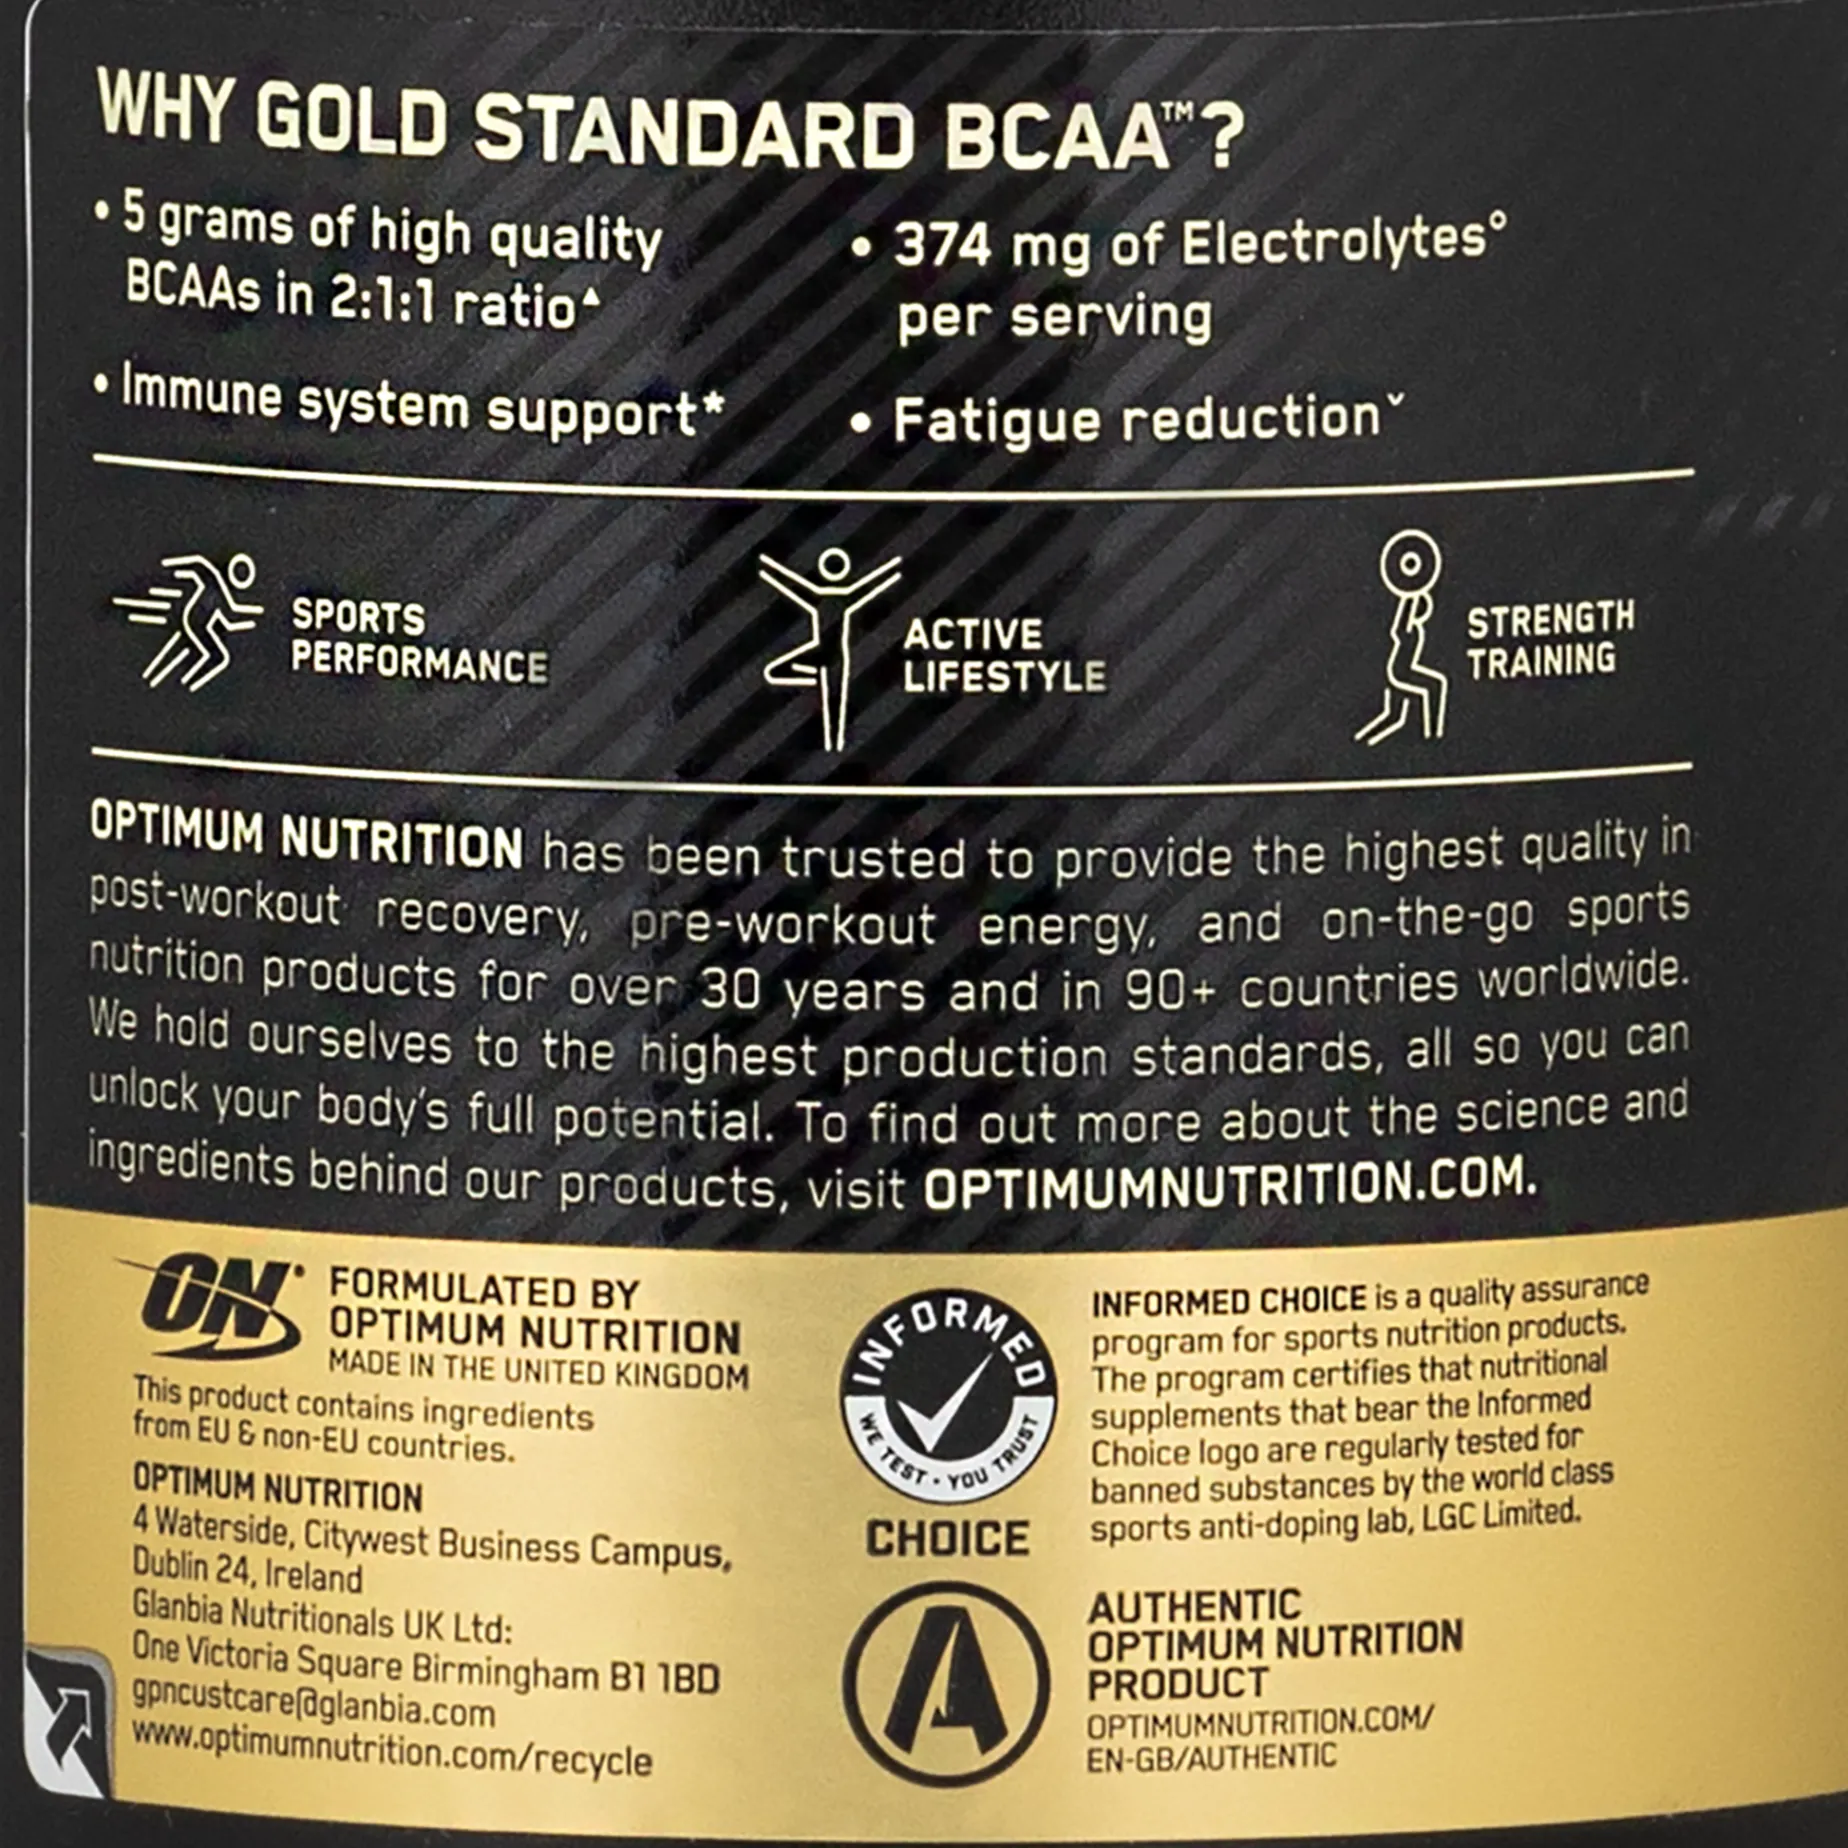 WHY GOLD STANDARD BCAA™?
• 5 grams of high quality
BCAAs in 2:1:1 ratio▲
• Immune system support*
• 374 mg of Electrolytes°
per serving
• Fatigue reduction˅
SPORTS
PERFORMANCE
ACTIVE
LIFESTYLE
STRENGTH
TRAINING
OPTIMUM NUTRITION has been trusted to provide the highest quality in
post-workout recovery, pre-workout energy, and on-the-go sports
nutrition products for over 30 years and in 90+ countries worldwide.
We hold ourselves to the highest production standards, all so you can
unlock your body's full potential. To find out more about the science and
ingredients behind our products, visit OPTIMUMNUTRITION.COM.
ON
FORMULATED BY
OPTIMUM NUTRITION
MADE IN THE UNITED KINGDOM
This product contains ingredients
from EU & non-EU countries.
OPTIMUM NUTRITION
4 Waterside, Citywest Business Campus,
Dublin 24, Ireland
Glanbia Nutritionals UK Ltd:
One Victoria Square Birmingham B1 1BD
gpncustcare@glanbia.com
www.optimumnutrition.com/recycle
INFORMED
WE TEST • YOU TRUST
CHOICE
INFORMED CHOICE is a quality assurance
program for sports nutrition products.
The program certifies that nutritional
supplements that bear the Informed
Choice logo are regularly tested for
banned substances by the world class
sports anti-doping lab, LGC Limited.
A
AUTHENTIC
OPTIMUM NUTRITION
PRODUCT
OPTIMUMNUTRITION.COM/
EN-GB/AUTHENTIC